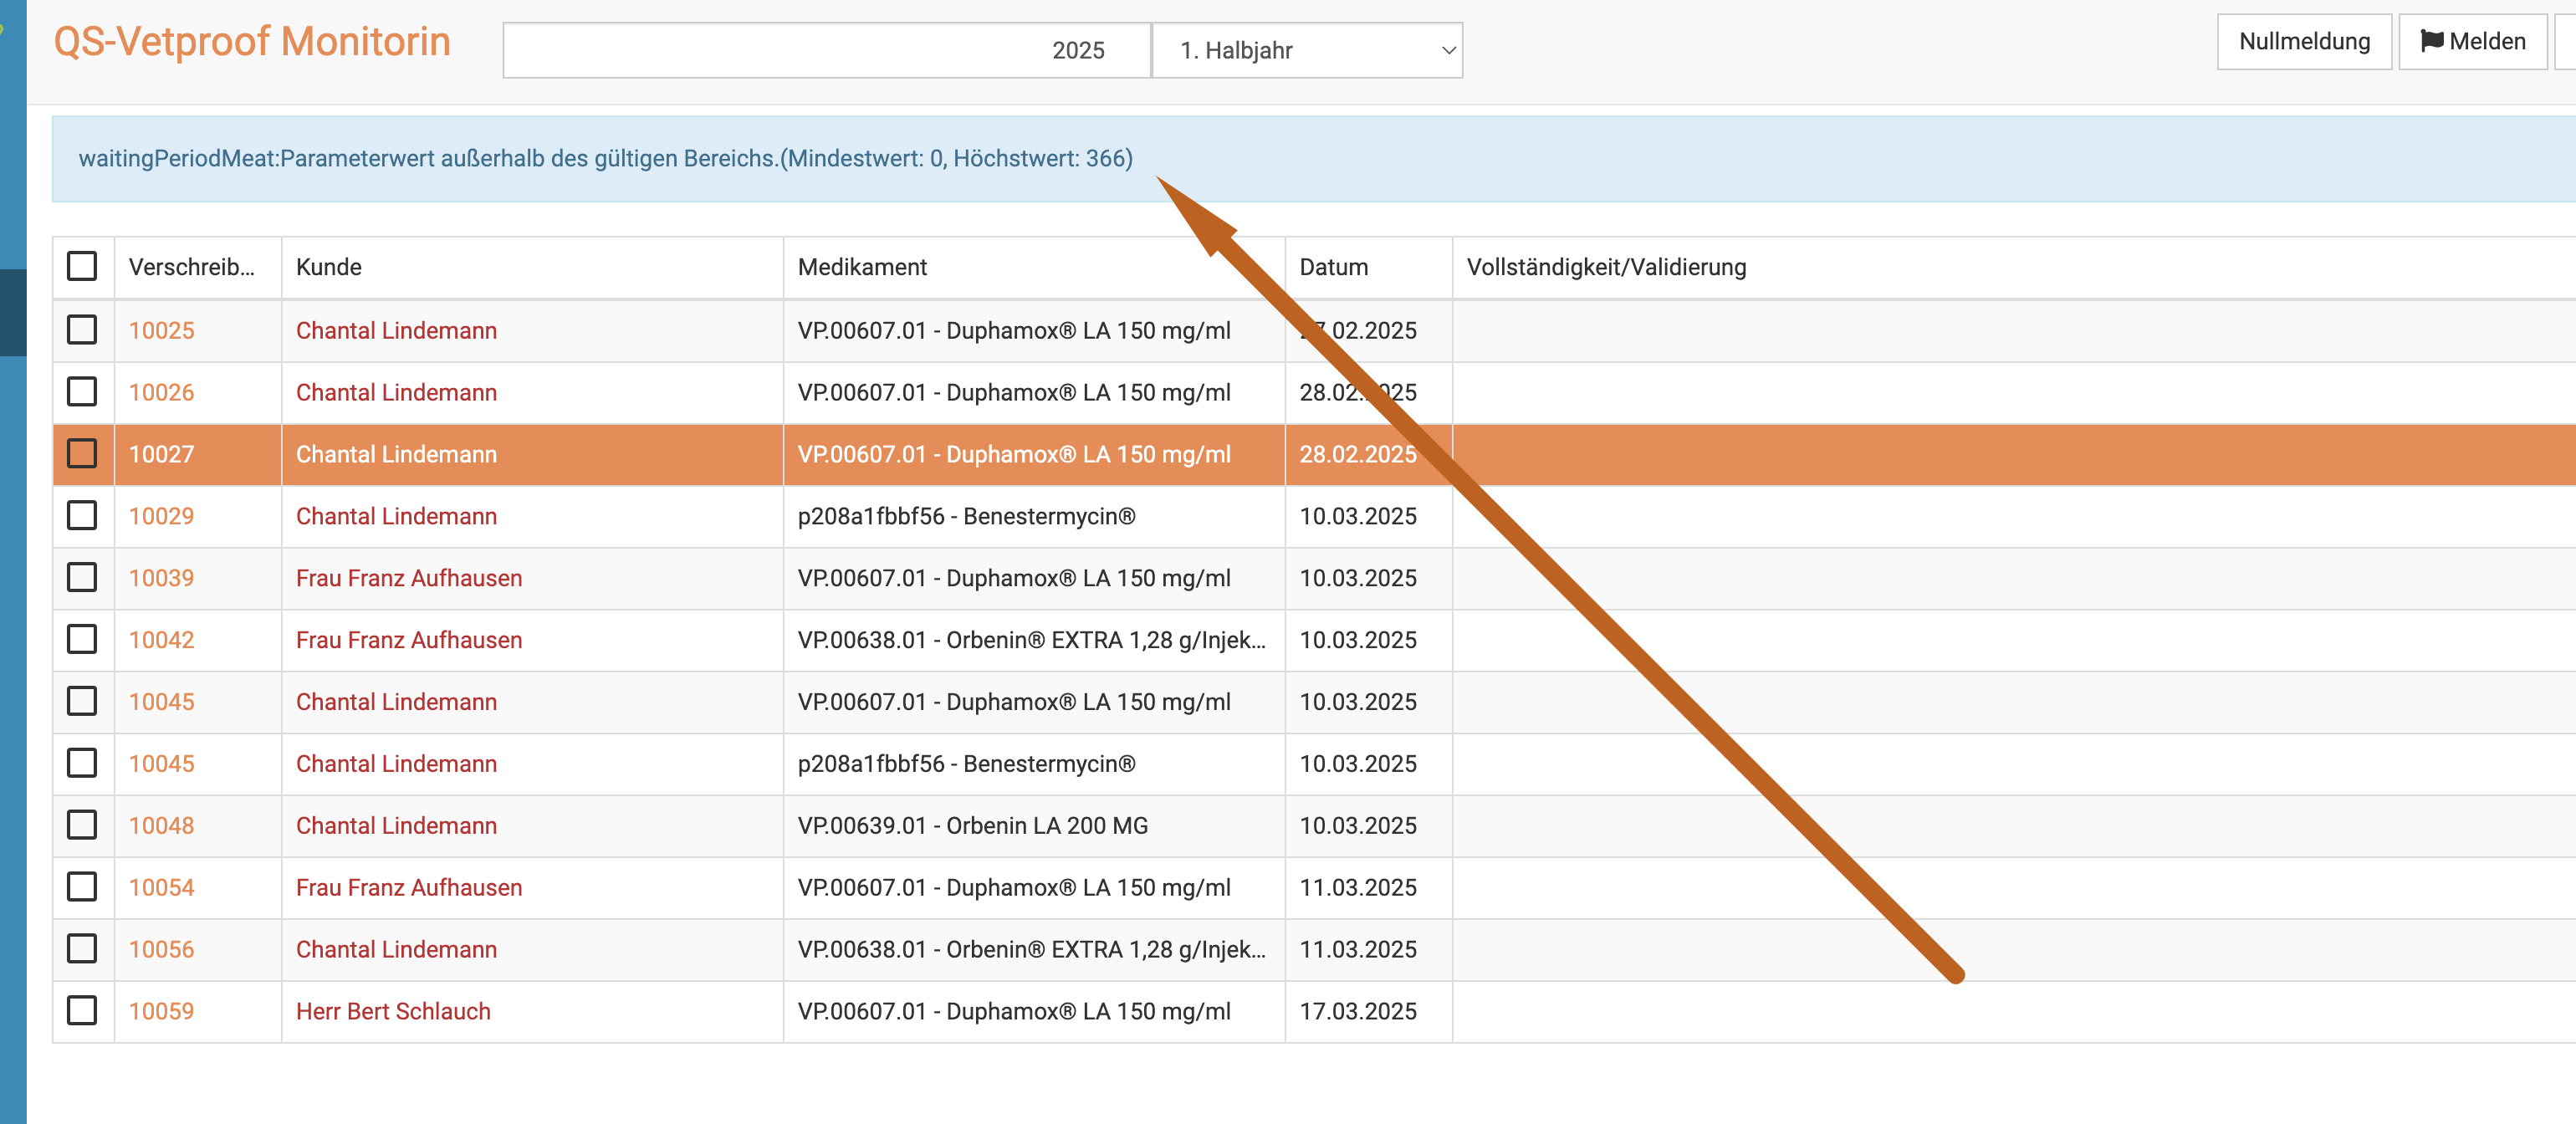 QS-Vetproof Monitorin
2025
1. Halbjahr
Nullmeldung
Melden
waitingPeriodMeat:Parameterwert außerhalb des gültigen Bereichs.(Mindestwert: 0, Höchstwert: 366)
Verschreib... Kunde Medikament Datum Vollständigkeit/Validierung
10025 Chantal Lindemann VP.00607.01 - Duphamox® LA 150 mg/ml 27.02.2025
10026 Chantal Lindemann VP.00607.01 - Duphamox® LA 150 mg/ml 28.02.2025
10027 Chantal Lindemann VP.00607.01 - Duphamox® LA 150 mg/ml 28.02.2025
10029 Chantal Lindemann p208a1fbbf56 - Benestermycin® 10.03.2025
10039 Frau Franz Aufhausen VP.00607.01 - Duphamox® LA 150 mg/ml 10.03.2025
10042 Frau Franz Aufhausen VP.00638.01 - Orbenin® EXTRA 1,28 g/Injek... 10.03.2025
10045 Chantal Lindemann VP.00607.01 - Duphamox® LA 150 mg/ml 10.03.2025
10045 Chantal Lindemann p208a1fbbf56 - Benestermycin® 10.03.2025
10048 Chantal Lindemann VP.00639.01 - Orbenin LA 200 MG 10.03.2025
10054 Frau Franz Aufhausen VP.00607.01 - Duphamox® LA 150 mg/ml 11.03.2025
10056 Chantal Lindemann VP.00638.01 - Orbenin® EXTRA 1,28 g/Injek... 11.03.2025
10059 Herr Bert Schlauch VP.00607.01 - Duphamox® LA 150 mg/ml 17.03.2025